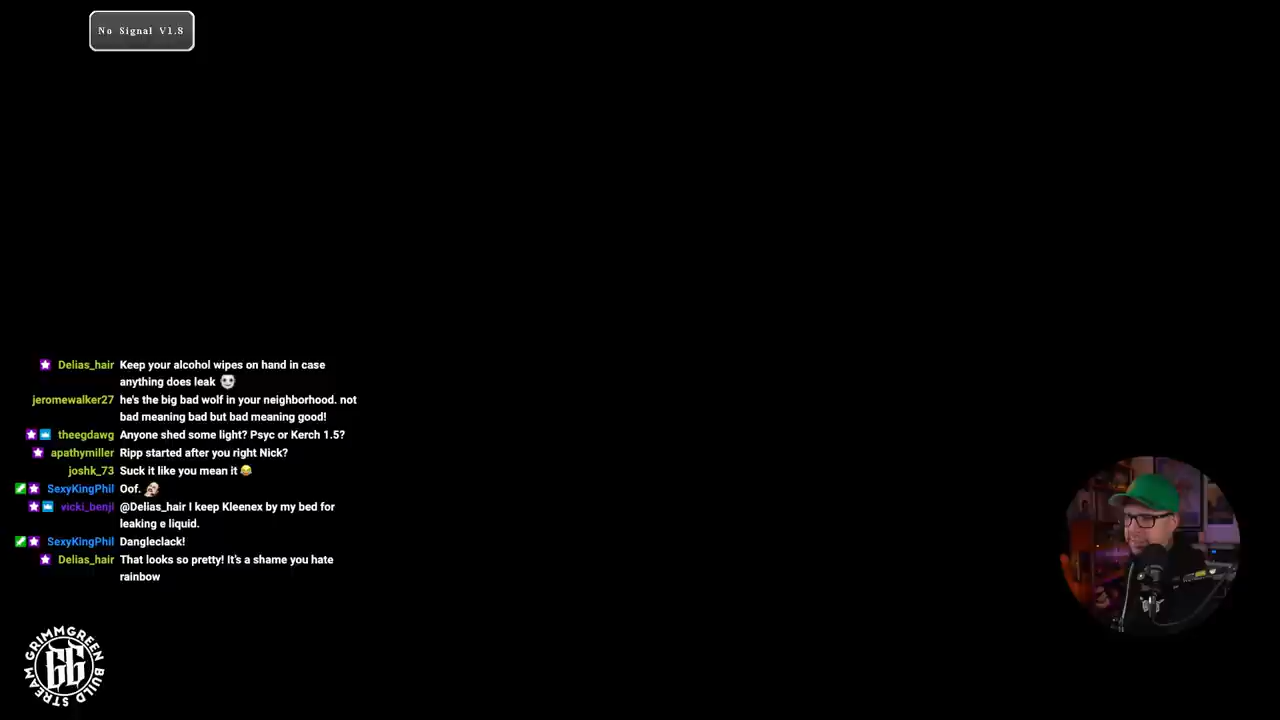 No Signal V1.8
Delias_hair Keep your alcohol wipes on hand in case
anything does leak
jeromewalker27 he's the big bad wolf in your neighborhood. not
bad meaning bad but bad meaning good!
theegdawg Anyone shed some light? Psyc or Kerch 1.5?
apathymiller Ripp started after you right Nick?
joshk_73 Suck it like you mean it 😂
SexyKingPhil Oof.
vicki_benji @Delias_hair I keep Kleenex by my bed for
leaking e liquid.
SexyKingPhil Dangleclack!
Delias_hair That looks so pretty! It's a shame you hate
rainbow
GRIMMGREEN
GG
BUILD STREAM